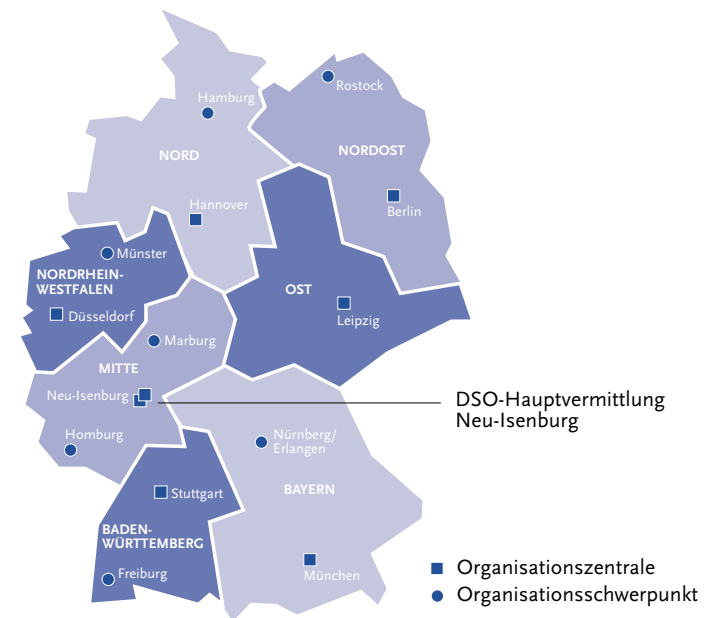 Rostock
Hamburg
NORDOST
NORD
Hannover
Berlin
Münster
NORDRHEIN-
WESTFALEN
OST
Düsseldorf
Leipzig
Marburg
MITTE
Neu-Isenburg
DSO-Hauptvermittlung
Neu-Isenburg
Homburg
Nürnberg/
Erlangen
BAYERN
Stuttgart
BADEN-
WÜRTTEMBERG
Freiburg
München
Organisationszentrale
Organisationsschwerpunkt